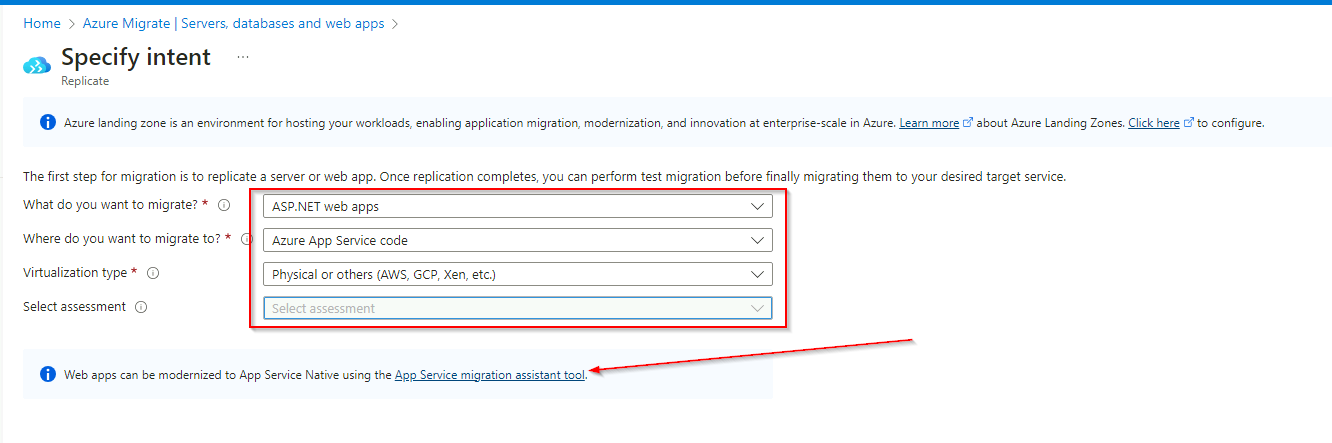 Home > Azure Migrate | Servers, databases and web apps >
Specify intent ...
Replicate
Azure landing zone is an environment for hosting your workloads, enabling application migration, modernization, and innovation at enterprise-scale in Azure. Learn more about Azure Landing Zones. Click here to configure.
The first step for migration is to replicate a server or web app. Once replication completes, you can perform test migration before finally migrating them to your desired target service.
What do you want to migrate? * ASP.NET web apps
Where do you want to migrate to? * Azure App Service code
Virtualization type * Physical or others (AWS, GCP, Xen, etc.)
Select assessment Select assessment
Web apps can be modernized to App Service Native using the App Service migration assistant tool.